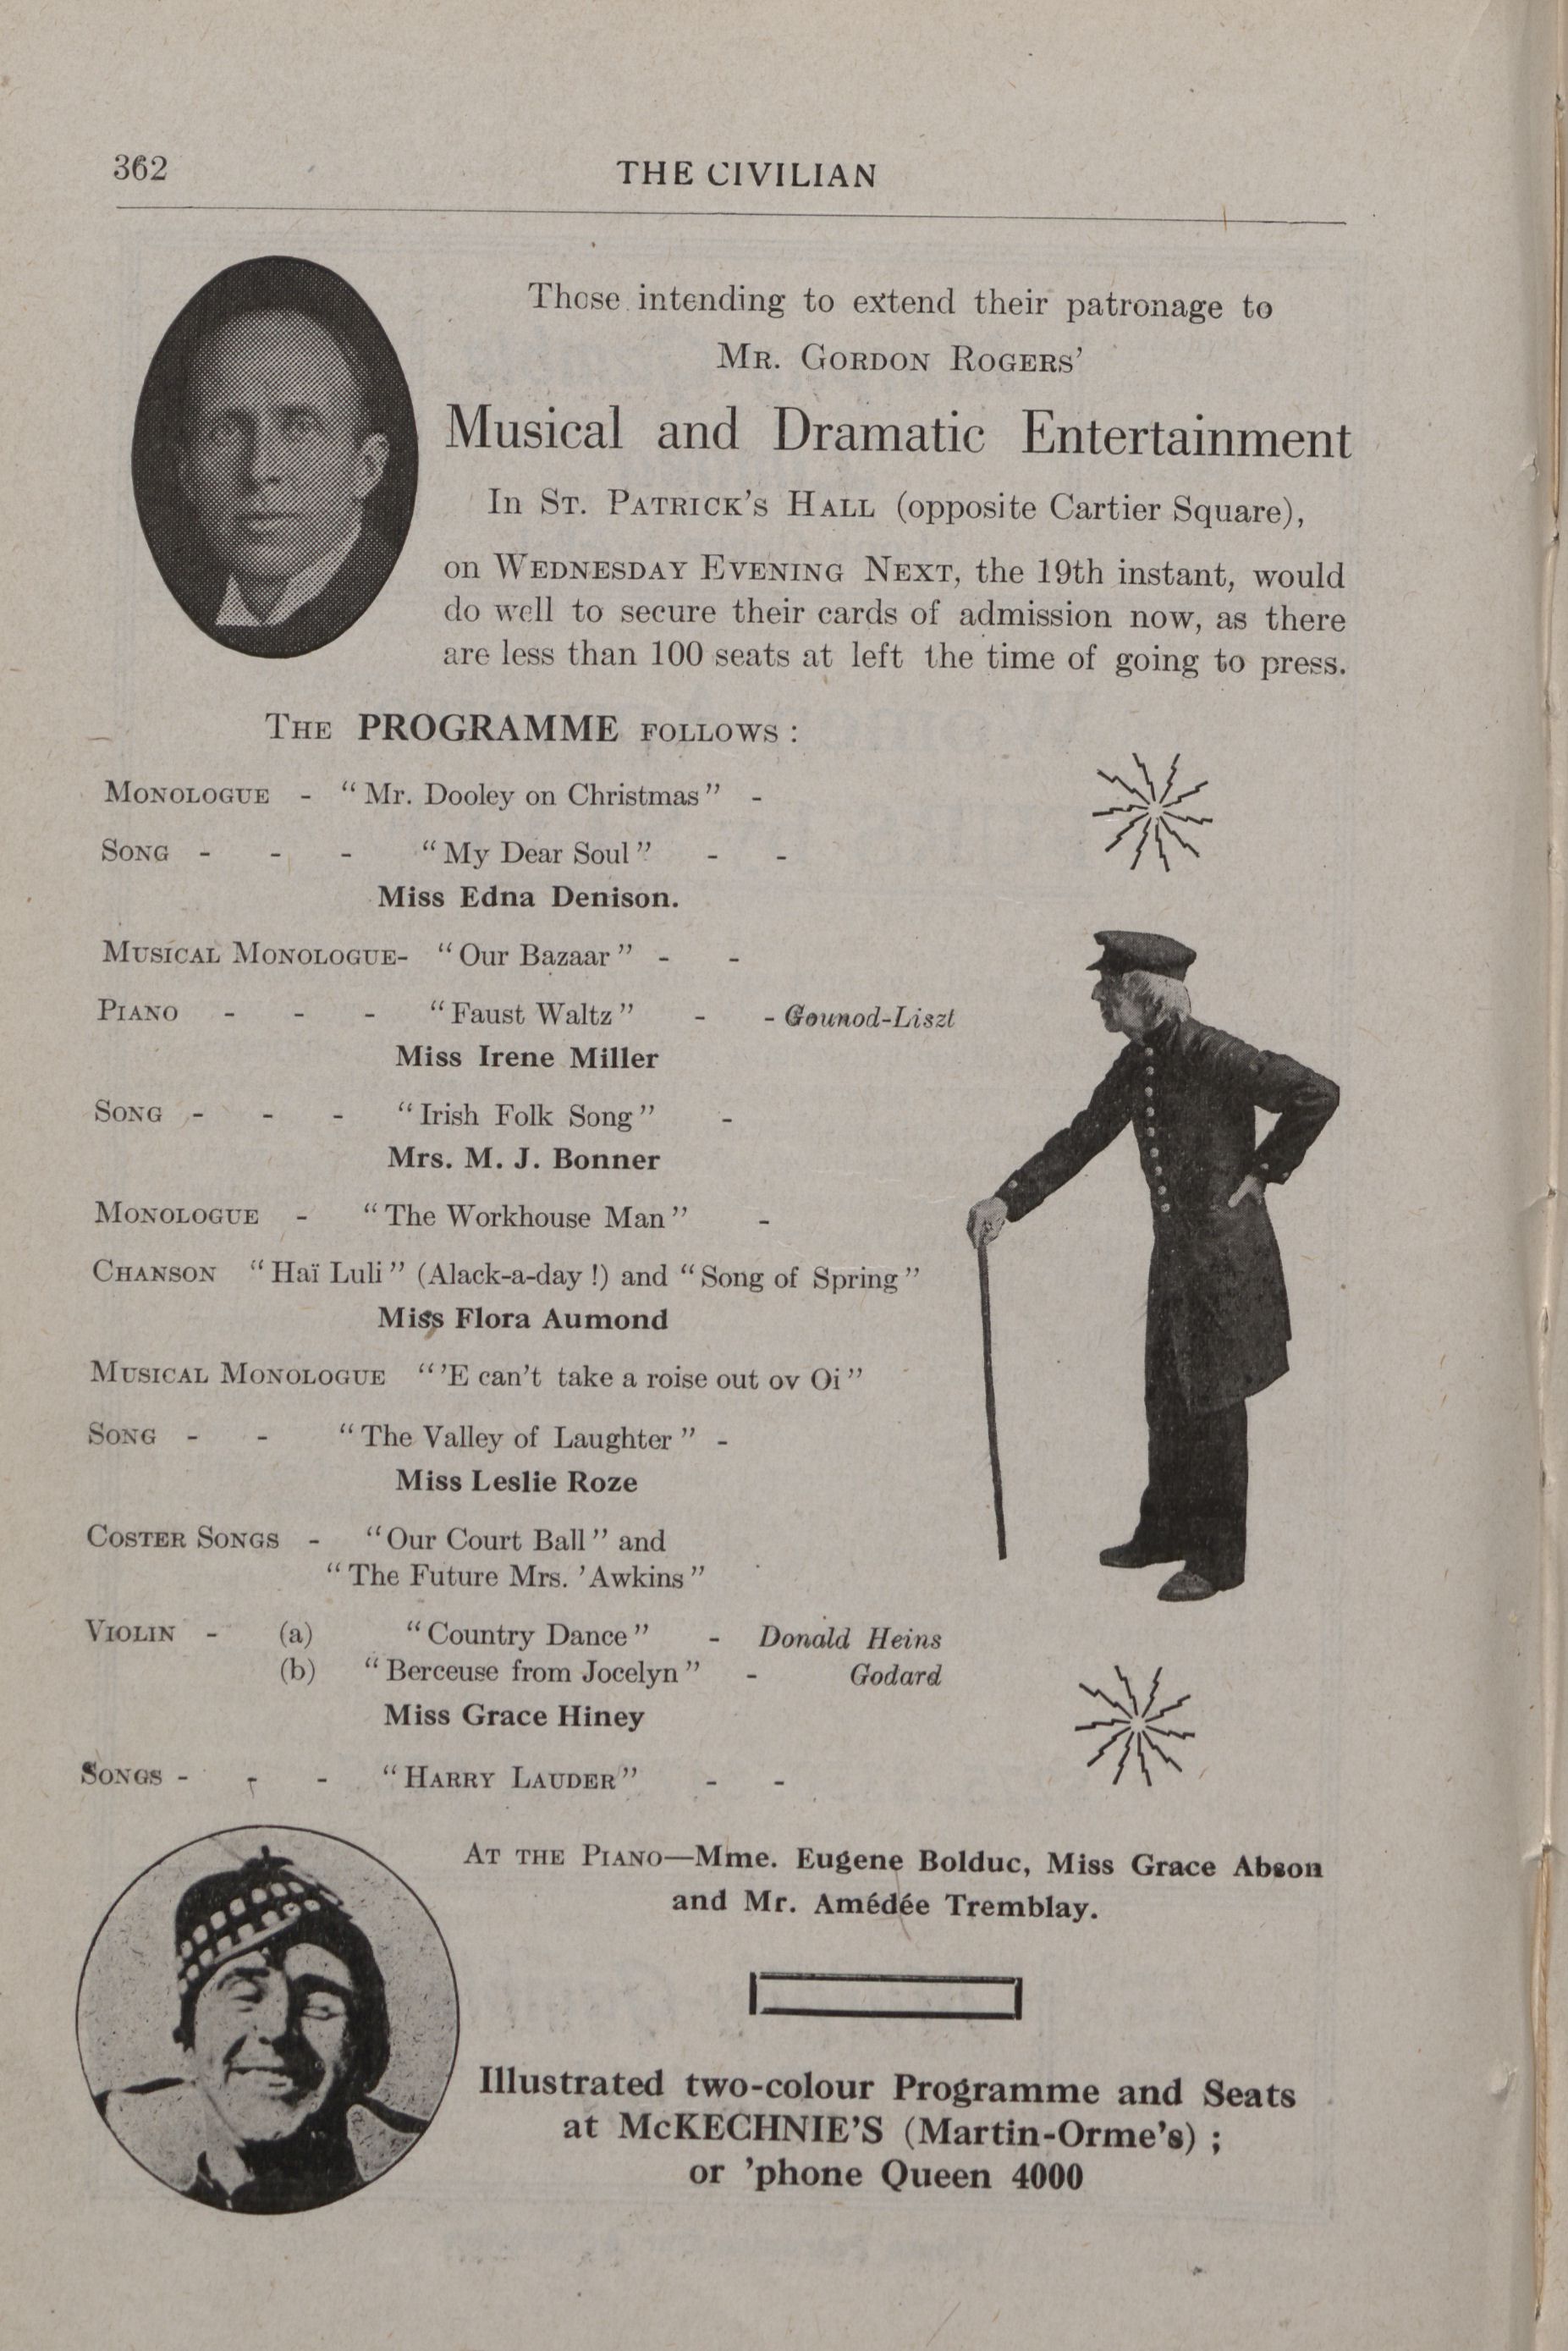 362
THE CIVILIAN
Those intending to extend their patronage to
MR. GORDON ROGERS'
Musical and Dramatic Entertainment
In ST. PATRICK'S HALL (opposite Cartier Square),
on WEDNESDAY EVENING NEXT, the 19th instant, would
do well to secure their cards of admission now, as there
are less than 100 seats at left the time of going to press.
THE PROGRAMME FOLLOWS :
MONOLOGUE - "Mr. Dooley on Christmas" -
SONG - - - "My Dear Soul" - -
Miss Edna Denison.
MUSICAL MONOLOGUE- "Our Bazaar" - -
PIANO - - - "Faust Waltz" - - Gounod-Liszt
Miss Irene Miller
SONG - - - "Irish Folk Song" -
Mrs. M. J. Bonner
MONOLOGUE - "The Workhouse Man" -
CHANSON "Haï Luli" (Alack-a-day !) and "Song of Spring"
Miss Flora Aumond
MUSICAL MONOLOGUE "'E can't take a roise out ov Oi"
SONG - - "The Valley of Laughter" -
Miss Leslie Roze
COSTER SONGS - "Our Court Ball" and
"The Future Mrs. 'Awkins"
VIOLIN - (a) "Country Dance" - Donald Heins
(b) "Berceuse from Jocelyn" - Godard
Miss Grace Hiney
SONGS - - - "HARRY LAUDER" - -
AT THE PIANO—Mme. Eugene Bolduc, Miss Grace Abson
and Mr. Amédée Tremblay.
Illustrated two-colour Programme and Seats
at McKECHNIE'S (Martin-Orme's) ;
or 'phone Queen 4000